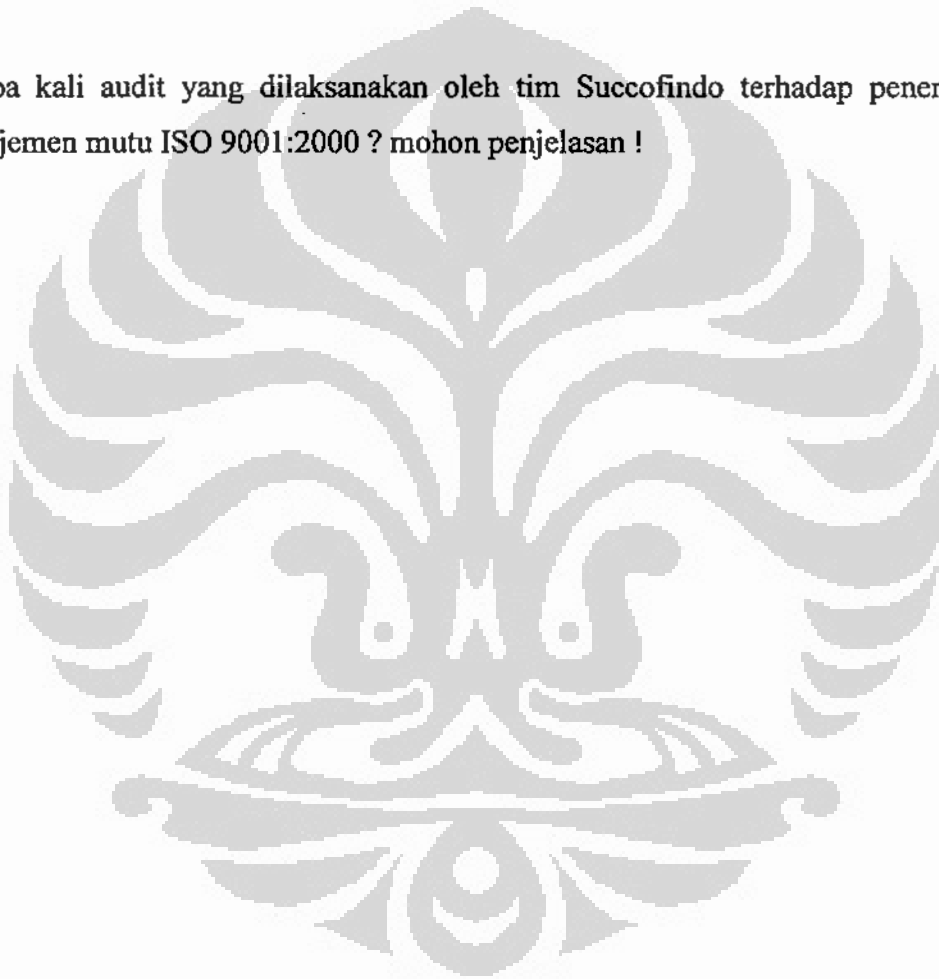 pa kali audit yang dilaksanakan oleh tim Succofindo terhadap pener
jemen mutu ISO 9001:2000 ? mohon penjelasan !